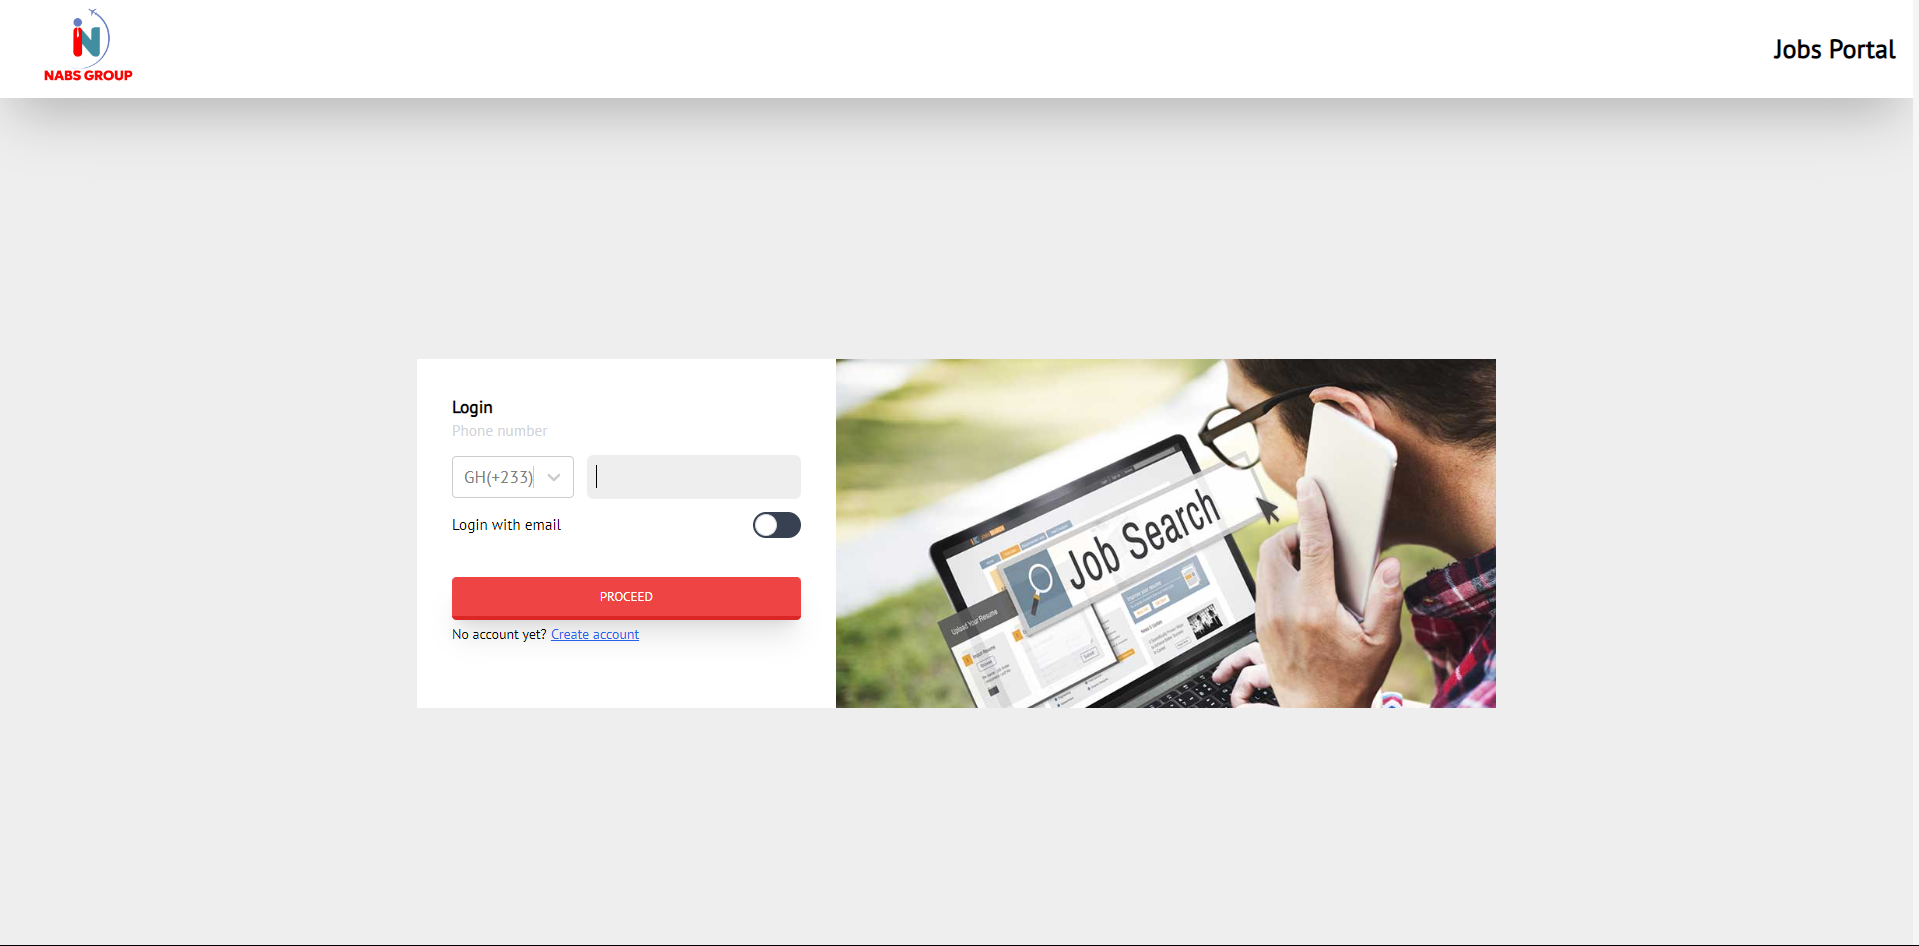 NABS GROUP
Jobs Portal
Login
Phone number
GH(+233)
Login with email
PROCEED
No account yet? Create account
Job Search
Upload Your Resume